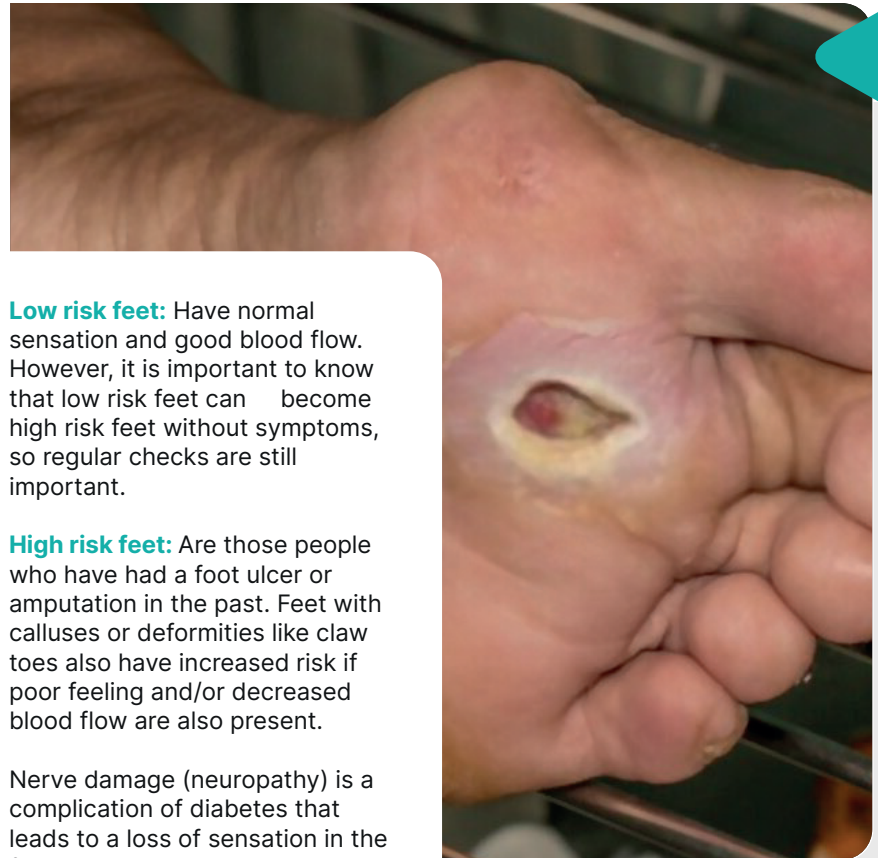 Low risk feet: Have normal
sensation and good blood flow.
However, it is important to know
that low risk feet can become
high risk feet without symptoms,
so regular checks are still
important.
High risk feet: Are those people
who have had a foot ulcer or
amputation in the past. Feet with
calluses or deformities like claw
toes also have increased risk if
poor feeling and/or decreased
blood flow are also present.
Nerve damage (neuropathy) is a
complication of diabetes that
leads to a loss of sensation in the